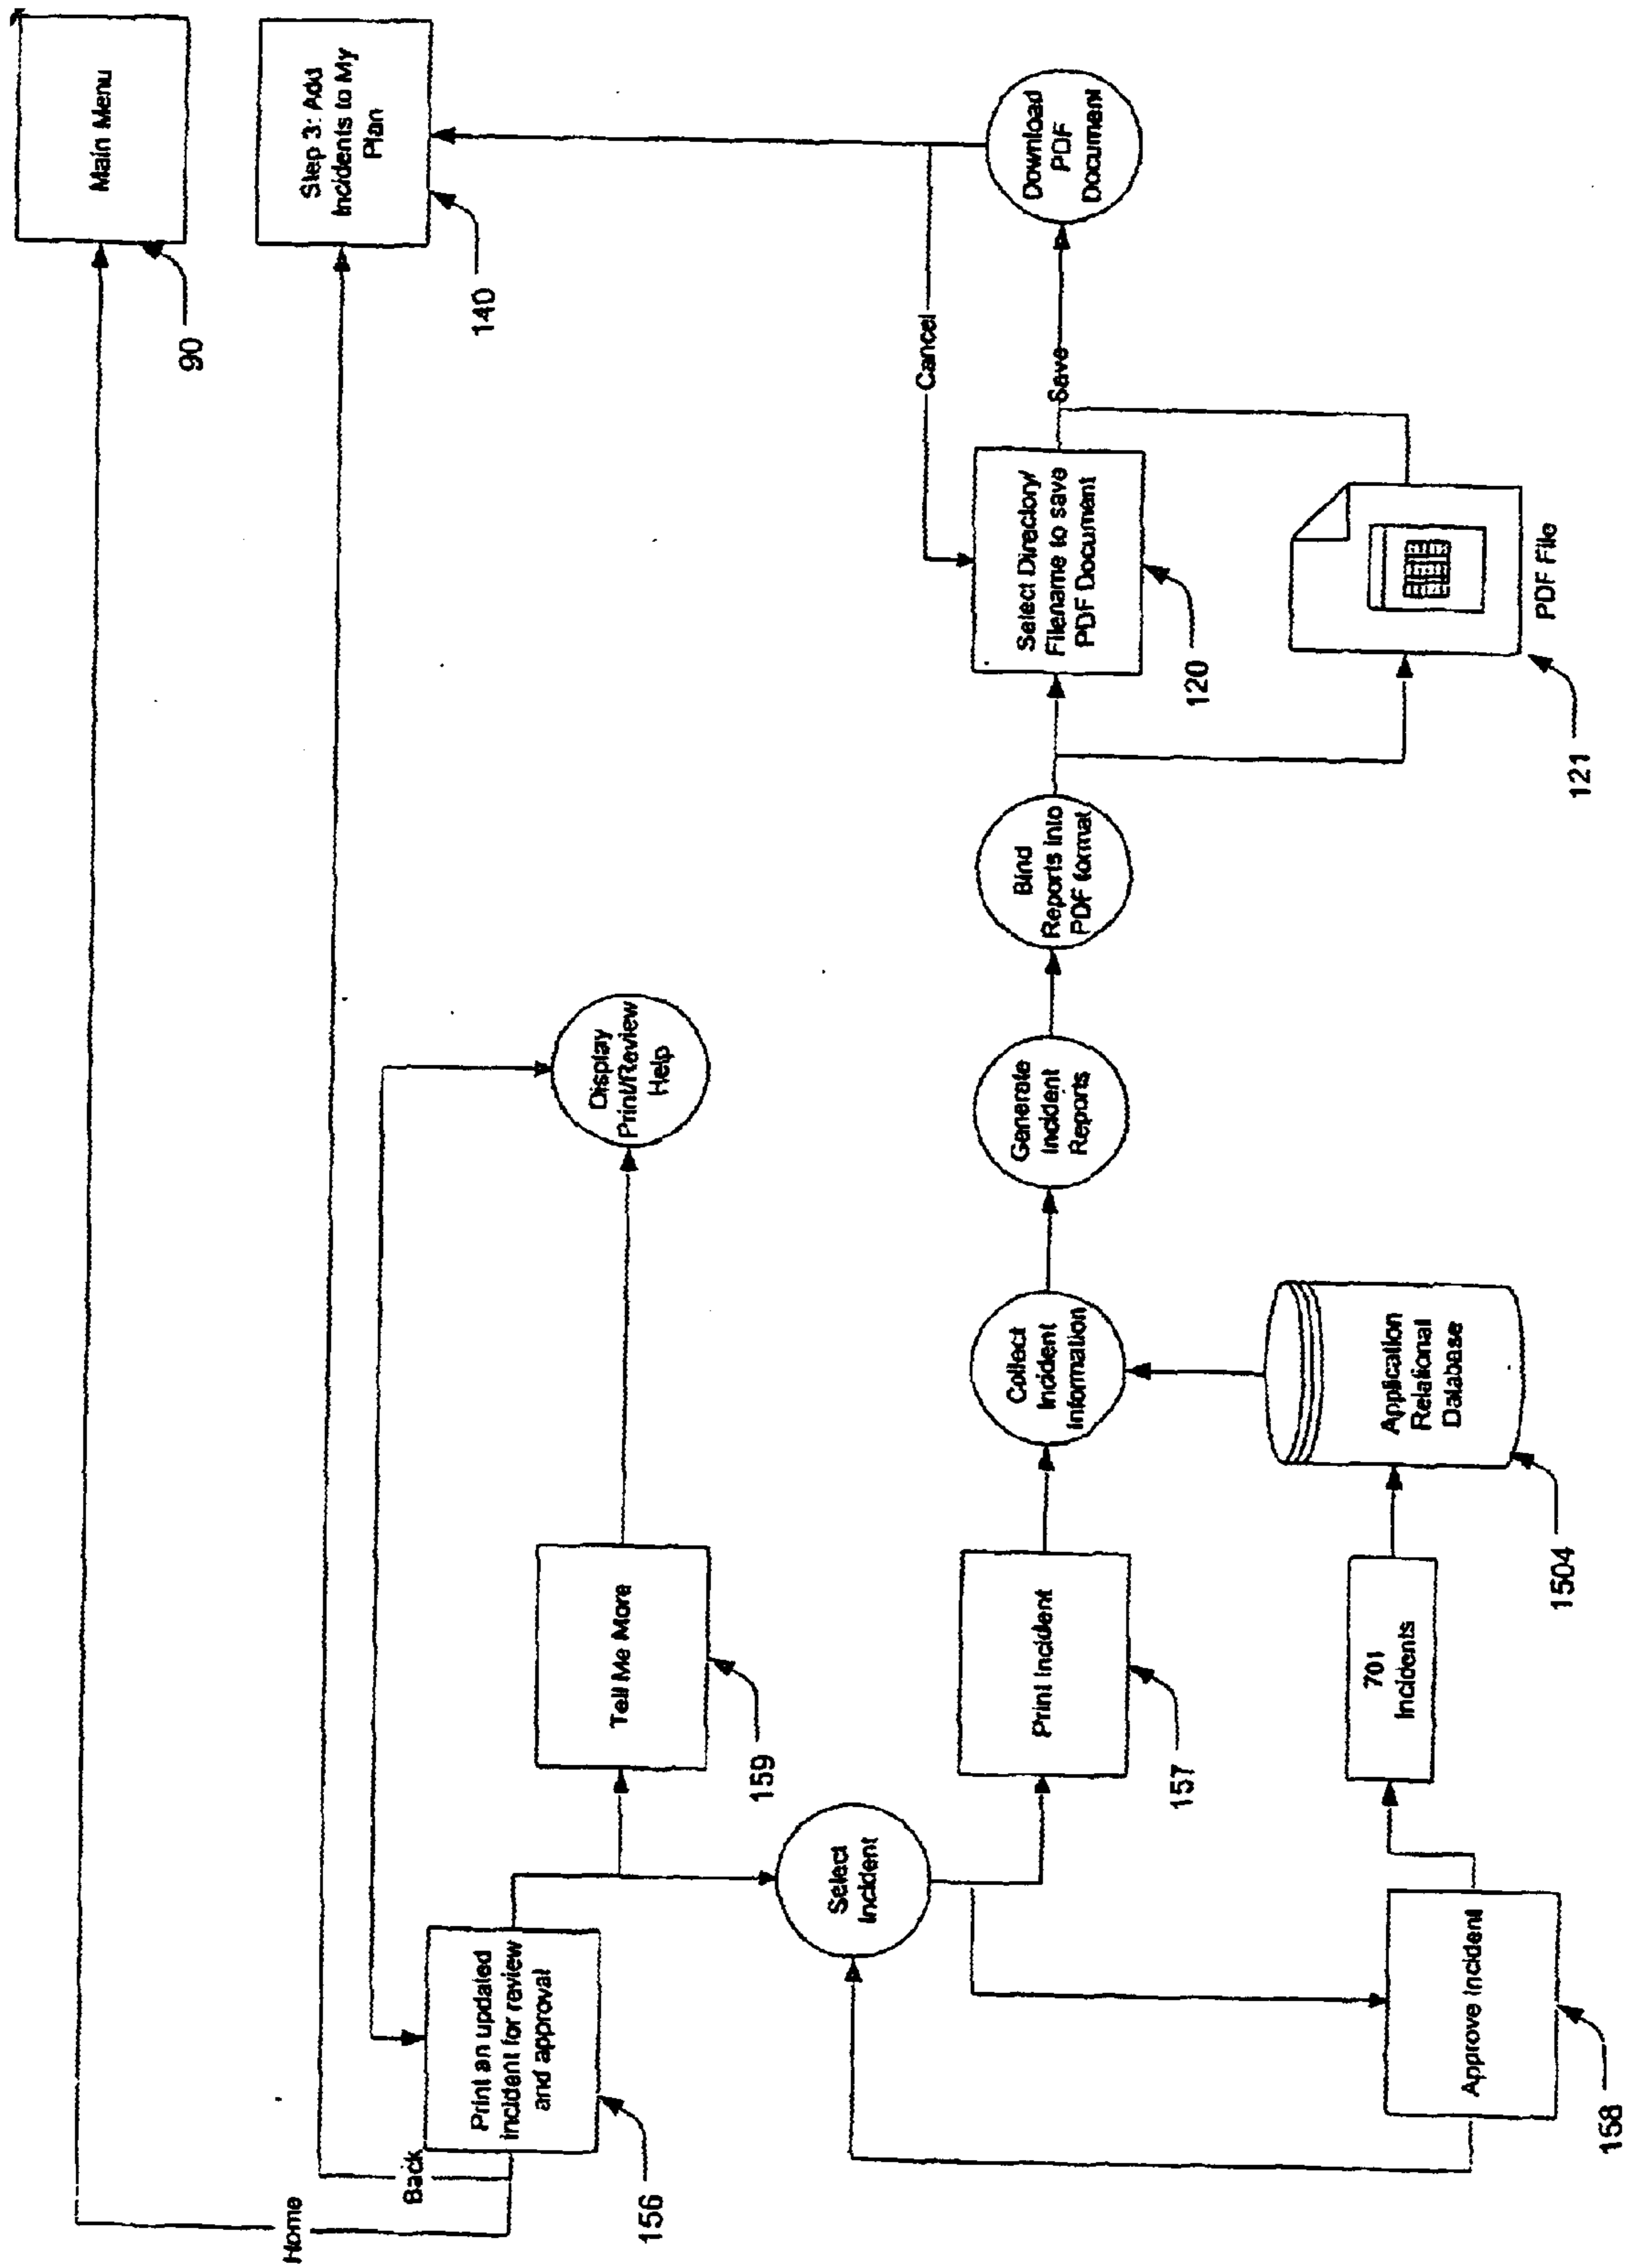 Home
Back
Print an updated
incident for review
and approval
156
Tell Me More
159
Display
Print/Review
Help
Main Menu
90
Step 3: Add
Incidents to My
Plan
140
Select
Incident
Print Incident
157
Collect
Incident
Information
Generate
Incident
Reports
Bind
Reports into
PDF format
Select Directory/
Filename to save
PDF Document
120
Cancel
Save
Download
PDF
Document
Approve Incident
158
701
Incidents
Application
Relational
Database
1504
PDF File
121